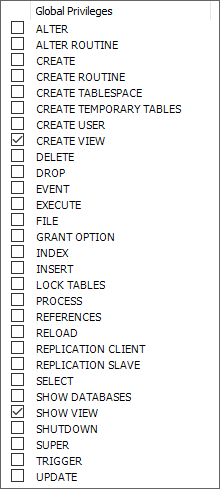 Global Privileges
ALTER
ALTER ROUTINE
CREATE
CREATE ROUTINE
CREATE TABLESPACE
CREATE TEMPORARY TABLES
CREATE USER
CREATE VIEW
DELETE
DROP
EVENT
EXECUTE
FILE
GRANT OPTION
INDEX
INSERT
LOCK TABLES
PROCESS
REFERENCES
RELOAD
REPLICATION CLIENT
REPLICATION SLAVE
SELECT
SHOW DATABASES
SHOW VIEW
SHUTDOWN
SUPER
TRIGGER
UPDATE